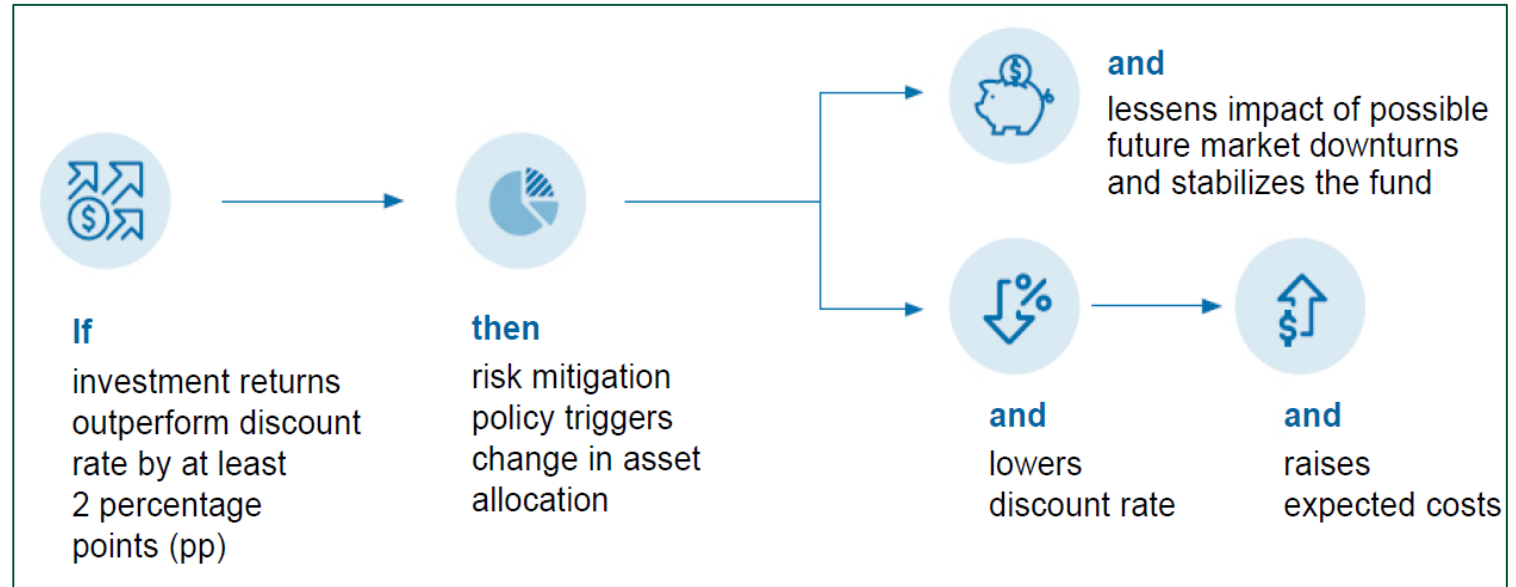 If
investment returns
outperform discount
rate by at least
2 percentage
points (pp)
then
risk mitigation
policy triggers
change in asset
allocation
and
lessens impact of possible
future market downturns
and stabilizes the fund
and
lowers
discount rate
and
raises
expected costs
$
$
%
$